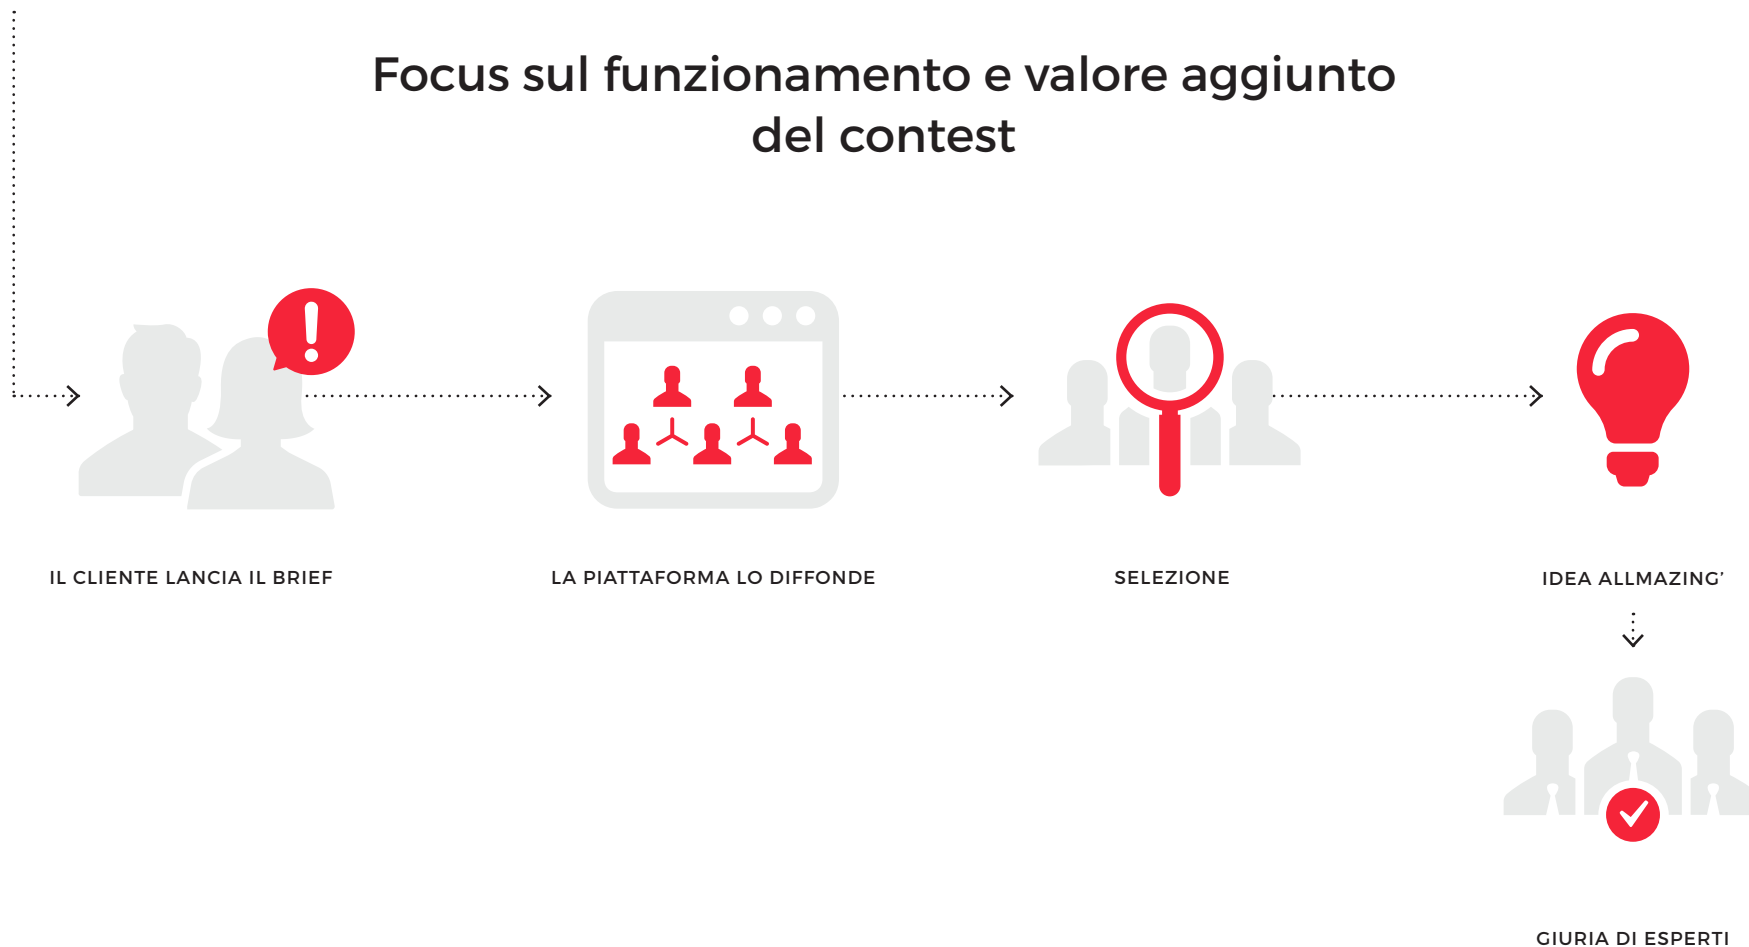 Focus sul funzionamento e valore aggiunto
del contest
IL CLIENTE LANCIA IL BRIEF
LA PIATTAFORMA LO DIFFONDE
SELEZIONE
IDEA ALLMAZING’
GIURIA DI ESPERTI